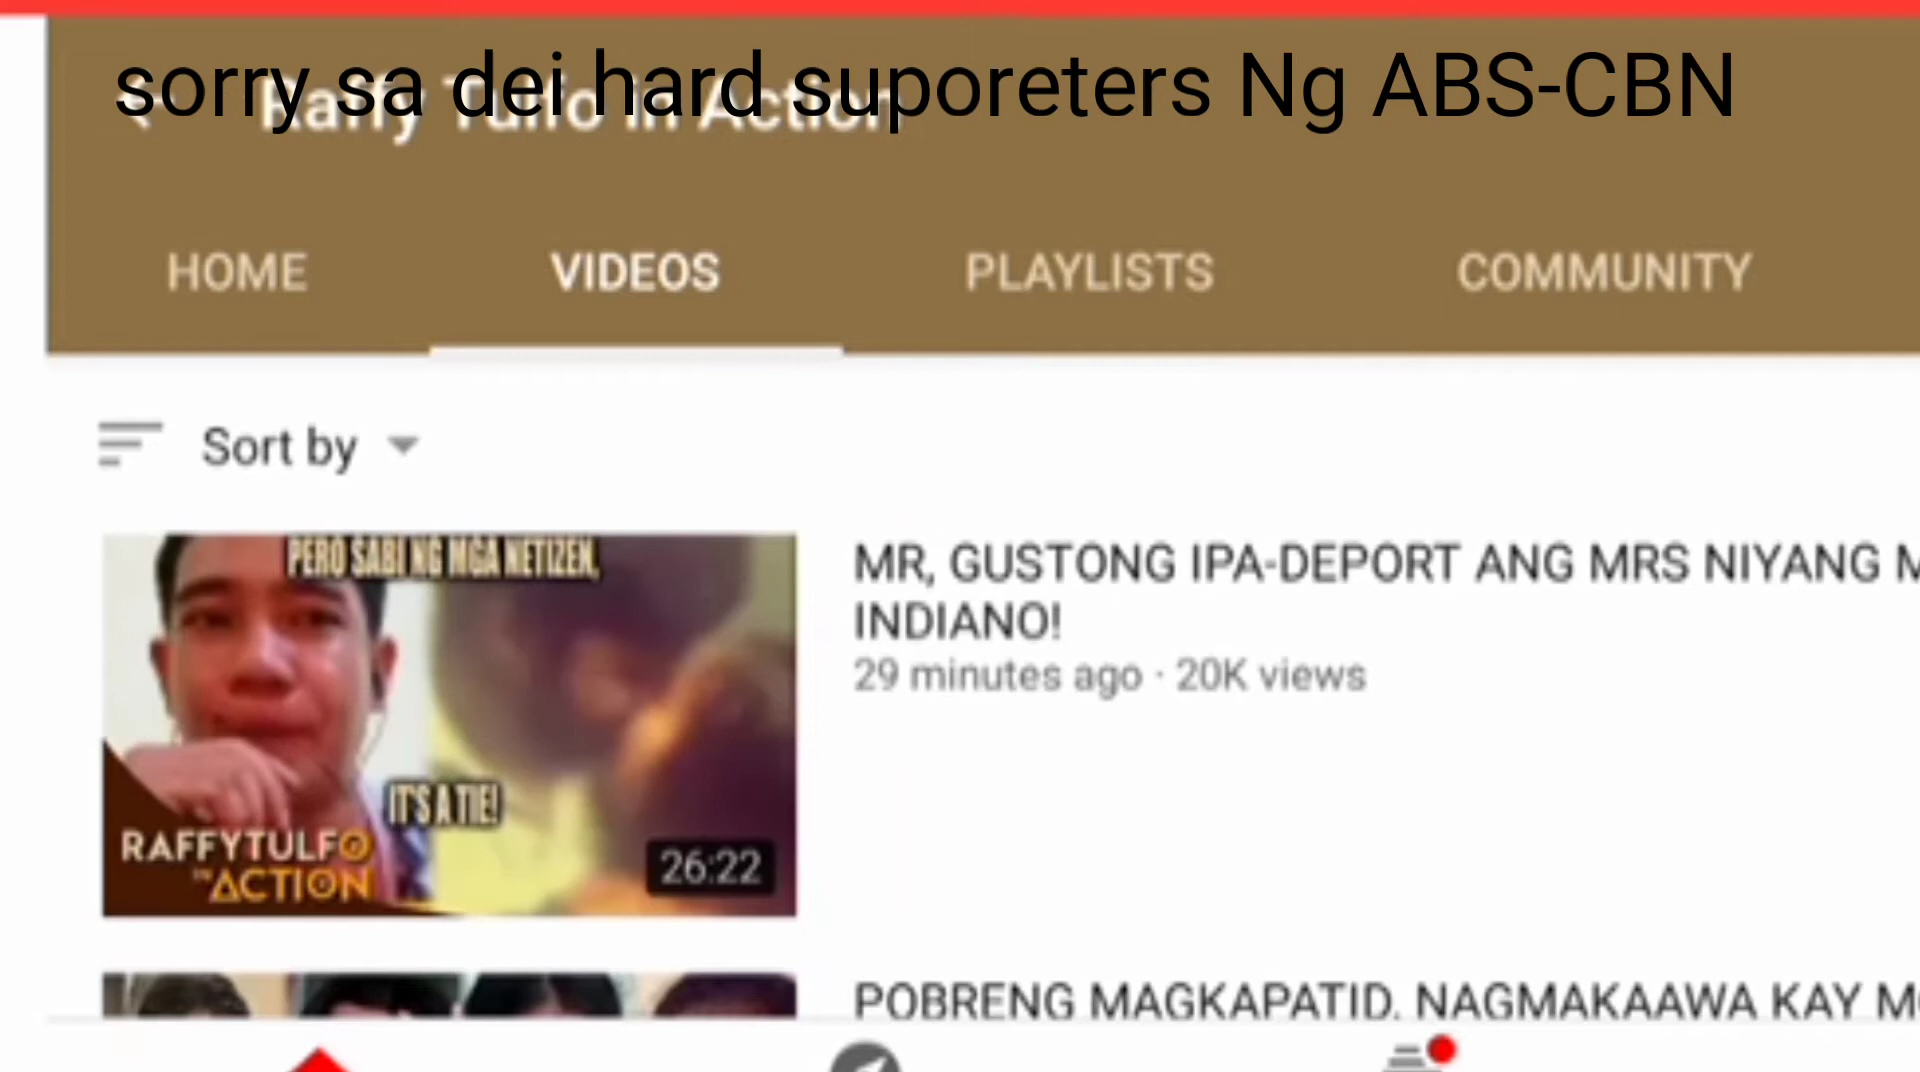 sorry sa dei hard suporeters Ng ABS-CBN
Raffy Tulfo in Action
HOME VIDEOS PLAYLISTS COMMUNITY
Sort by
PERO SABI NG MGA NETIZEN,
IT'S A TIE!
RAFFYTULFO
IN ACTION
26:22
MR, GUSTONG IPA-DEPORT ANG MRS NIYANG M
INDIANO!
29 minutes ago · 20K views
POBRENG MAGKAPATID, NAGMAKAAWA KAY M